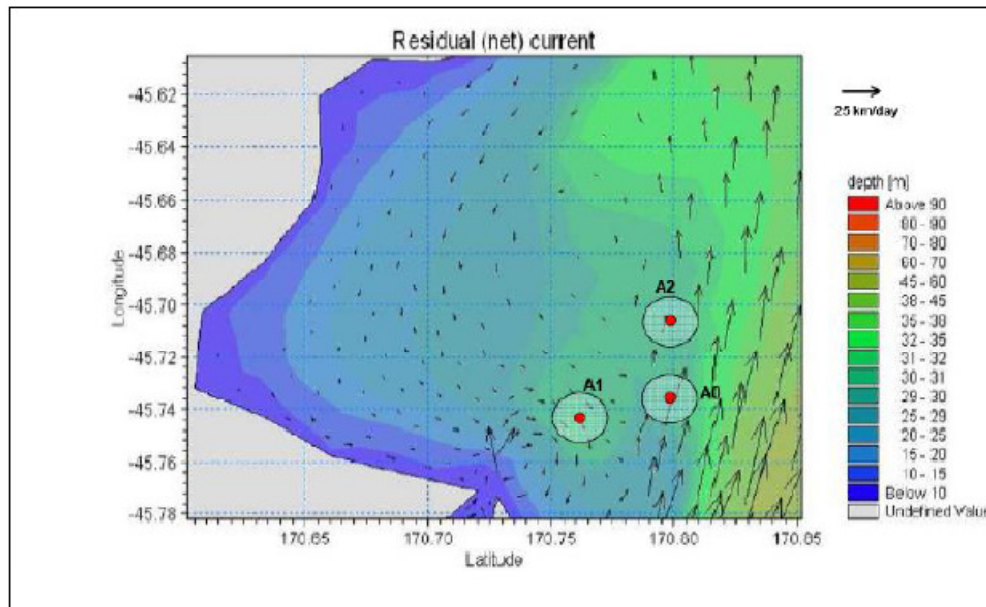 Residual (net) current
-45.62
-45.64
-45.66
-45.68
-45.70
-45.72
-45.74
-45.76
-45.78
Longitude
A2
A1
A0
170.65
170.70
170.75
170.80
170.85
Latitude
25 km/day
depth [m]
Above 90
80 - 90
70 - 80
60 - 70
45 - 60
38 - 45
35 - 38
32 - 35
31 - 32
30 - 31
29 - 30
25 - 29
20 - 25
15 - 20
10 - 15
Below 10
Undefined Value